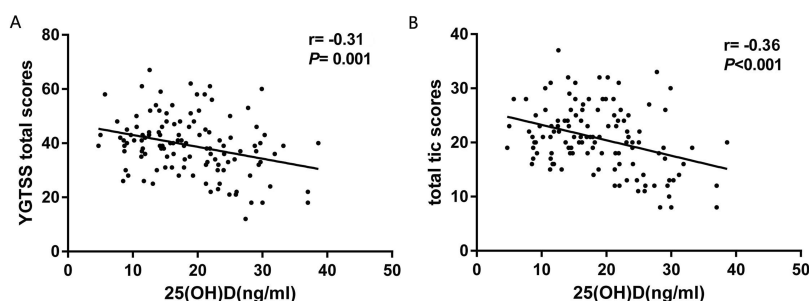 A
YGTSS total scores
80
60
40
20
0
r= -0.31
P= 0.001
0 10 20 30 40 50
25(OH)D(ng/ml)
B
total tic scores
40
30
20
10
0
r= -0.36
P<0.001
0 10 20 30 40 50
25(OH)D(ng/ml)